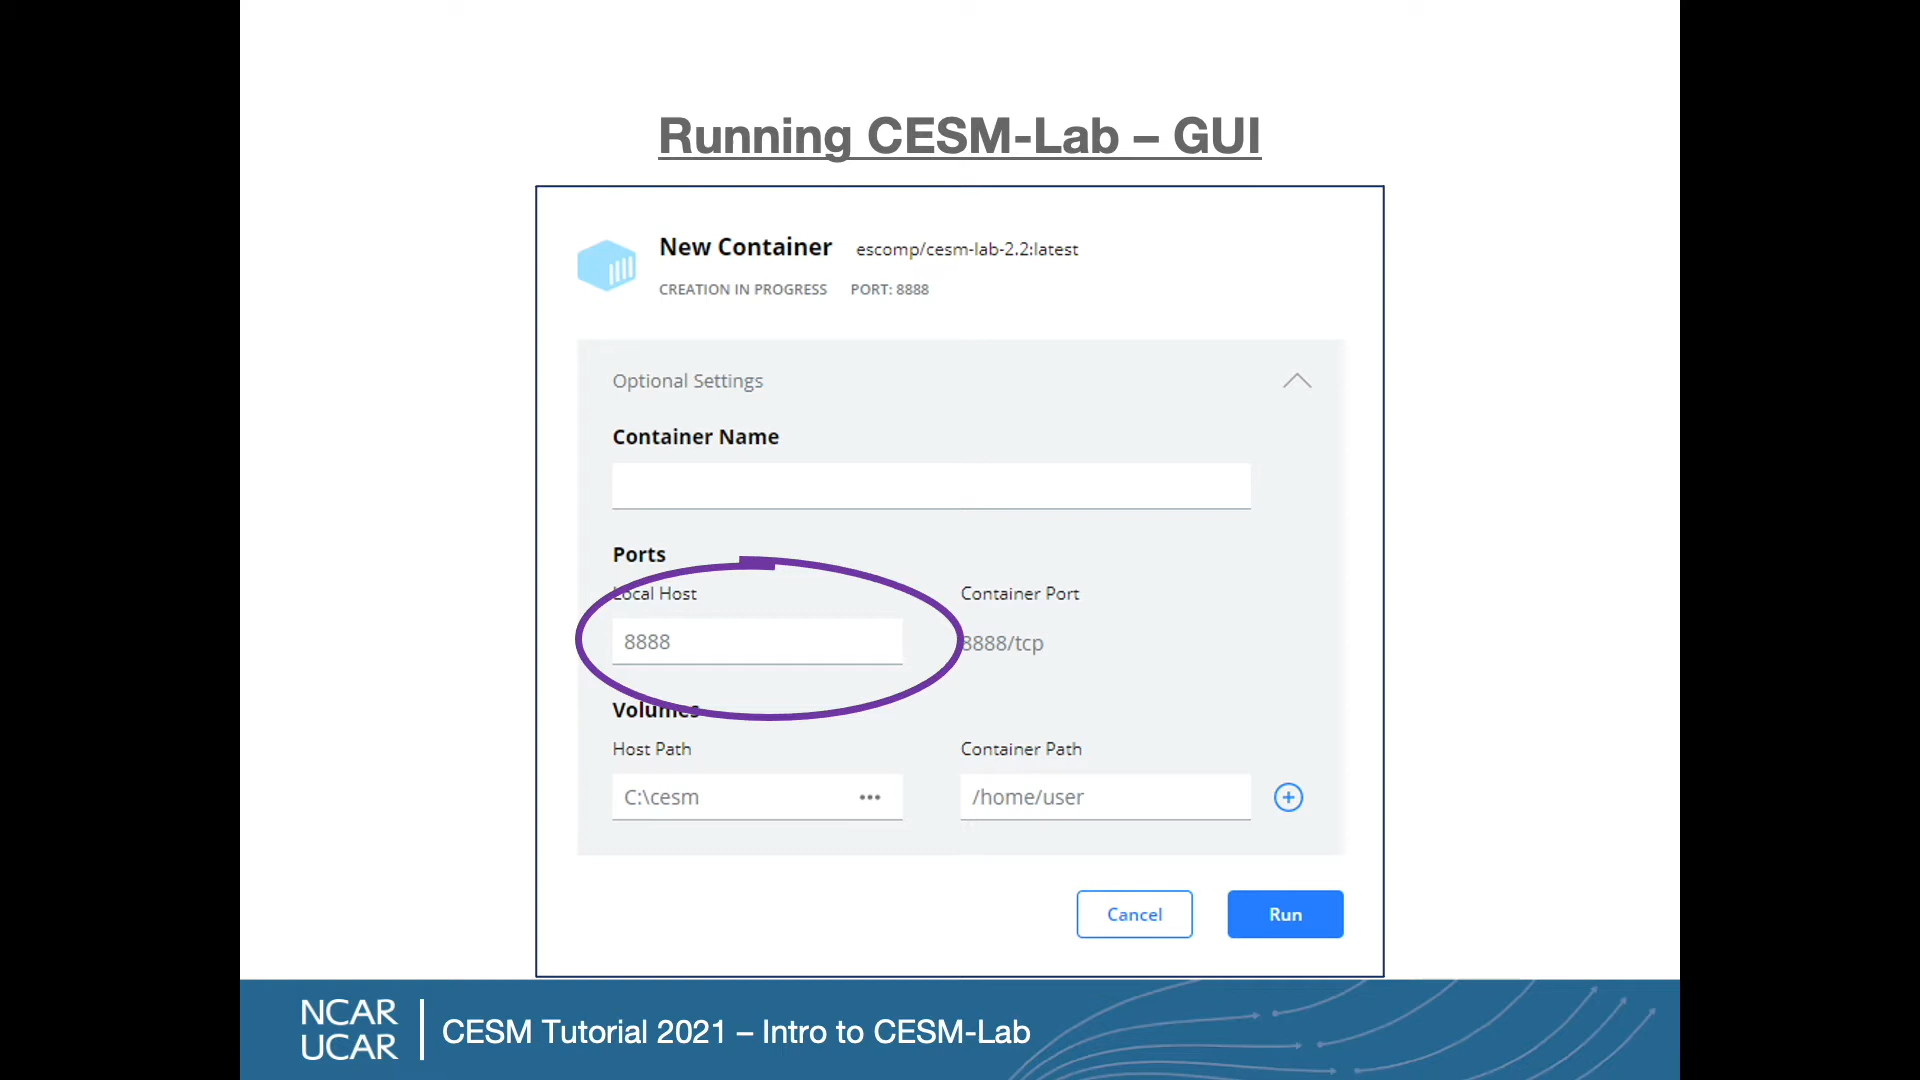 Running CESM-Lab – GUI
New Container escomp/cesm-lab-2.2:latest
CREATION IN PROGRESS PORT: 8888
Optional Settings
Container Name
Ports
Local Host Container Port
8888 8888/tcp
Volumes
Host Path Container Path
C:\cesm ••• /home/user
Cancel Run
NCAR
UCAR
CESM Tutorial 2021 – Intro to CESM-Lab